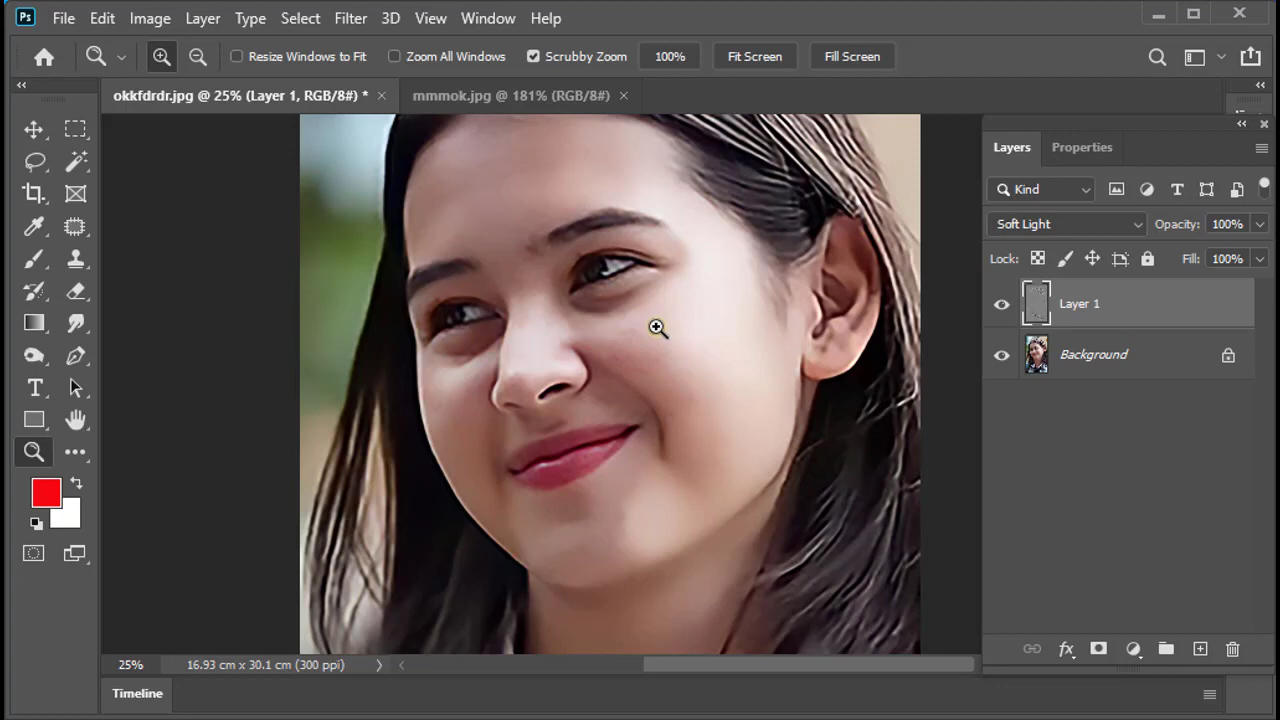 Ps File Edit Image Layer Type Select Filter 3D View Window Help
Resize Windows to Fit Zoom All Windows Scrubby Zoom 100% Fit Screen Fill Screen
okkfdrdr.jpg @ 25% (Layer 1, RGB/8#) * mmmok.jpg @ 181% (RGB/8#)
Layers Properties
Kind
Soft Light Opacity: 100%
Lock: Fill: 100%
Layer 1
Background
25% 16.93 cm x 30.1 cm (300 ppi)
Timeline